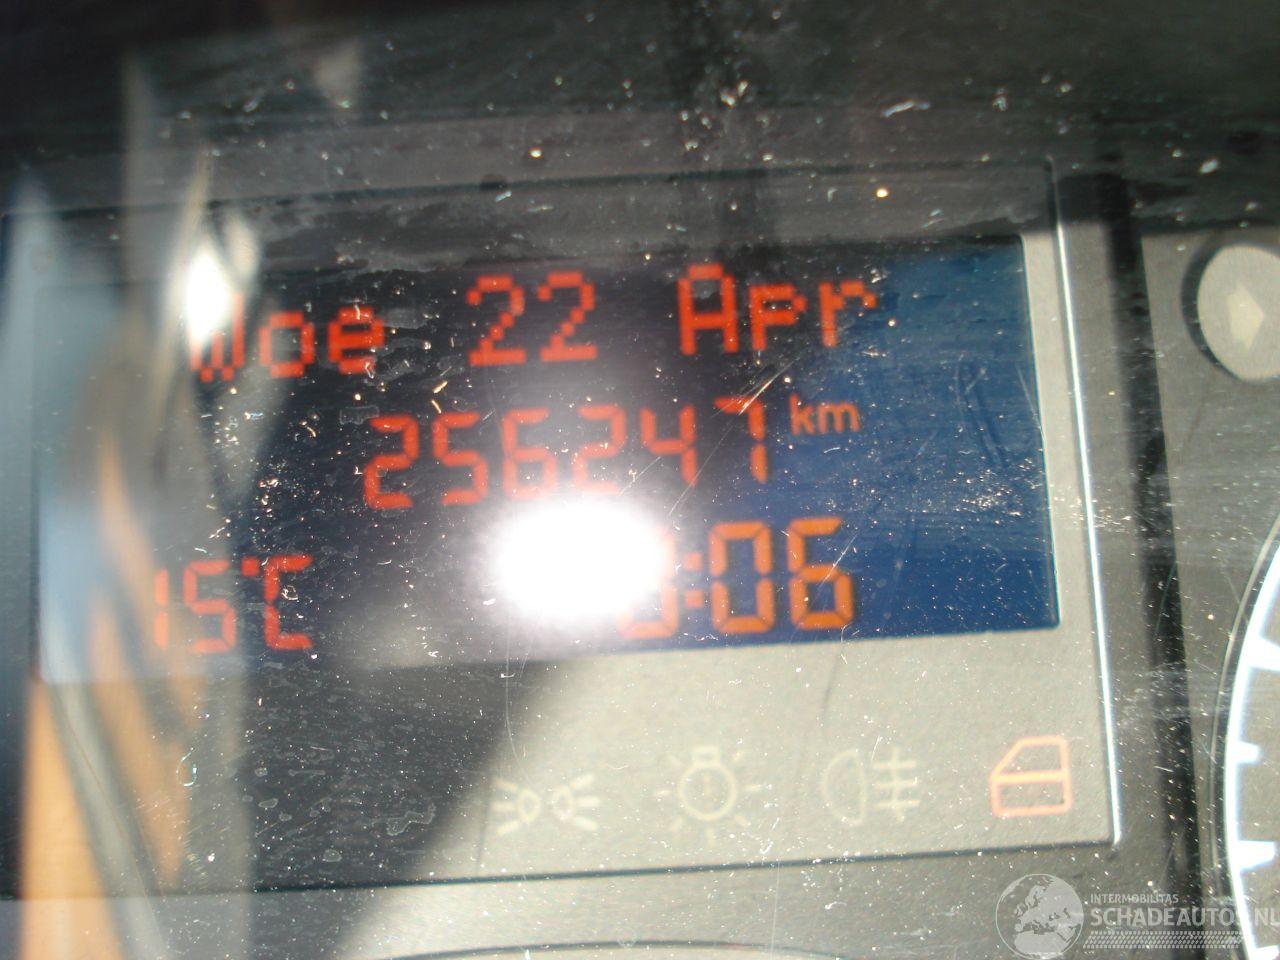 Woe 22 Apr
256247 km
15°C :06
INTERMOBILITAS
SCHADEAUTOS.NL